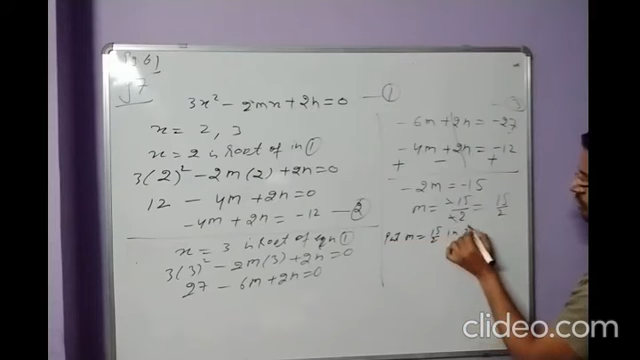 Pg 61
97
3x² - 2mx + 2n = 0 — ①
x = 2, 3
x = 2 is root of in ①
3(2)² - 2m(2) + 2n = 0
12 - 4m + 2n = 0
-4m + 2n = -12 — ②
x = 3 is root of eqn ①
3(3)² - 2m(3) + 2n = 0
27 - 6m + 2n = 0
- 6m + 2n = -27
-4m + 2n = -12
+ - +
-2m = -15
m = -15/-2 = 15/2
Put m = 15/2 in
clideo.com